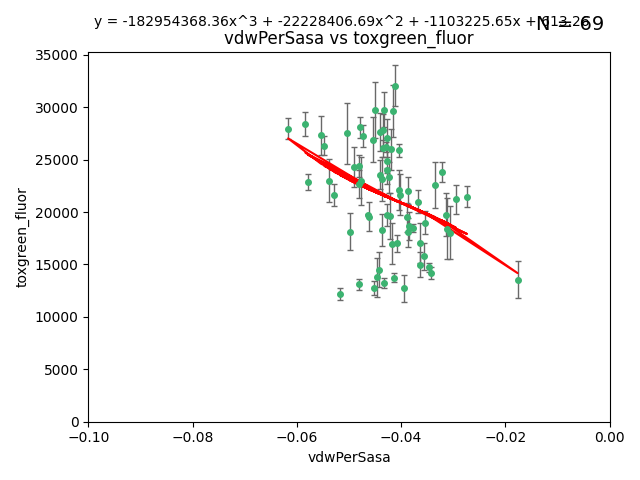 y = -182954368.36x^3 + -22228406.69x^2 + -1103225.65x +
N = 69
vdwPerSasa vs toxgreen_fluor
35000
30000
25000
20000
15000
10000
5000
0
toxgreen_fluor
−0.10 −0.08 −0.06 −0.04 −0.02 0.00
vdwPerSasa